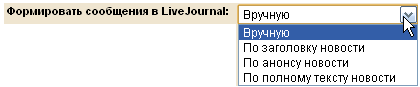 Формировать сообщения в LiveJournal: Вручную
Вручную
По заголовку новости
По анонсу новости
По полному тексту новости